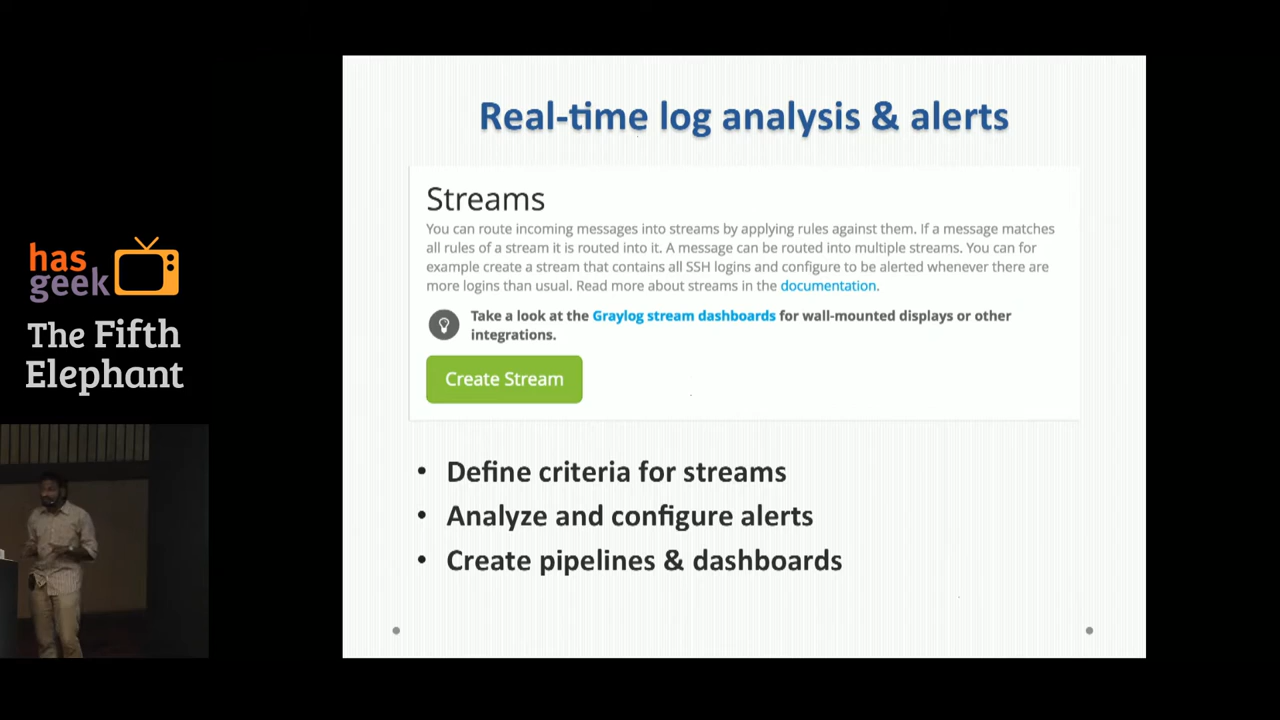 Real-time log analysis & alerts
Streams
You can route incoming messages into streams by applying rules against them. If a message matches
all rules of a stream it is routed into it. A message can be routed into multiple streams. You can for
example create a stream that contains all SSH logins and configure to be alerted whenever there are
more logins than usual. Read more about streams in the documentation.
Take a look at the Graylog stream dashboards for wall-mounted displays or other
integrations.
Create Stream
• Define criteria for streams
• Analyze and configure alerts
• Create pipelines & dashboards
has
geek
The Fifth
Elephant